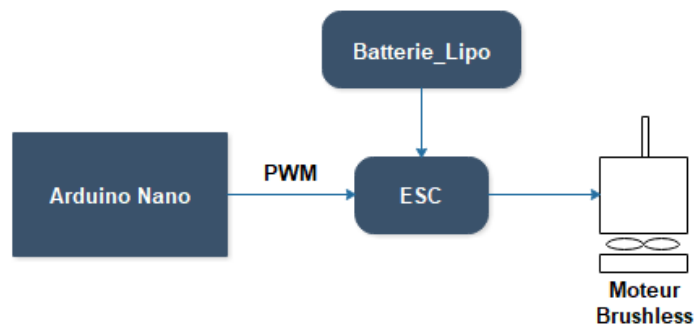 Batterie_Lipo
Arduino Nano
PWM
ESC
Moteur
Brushless